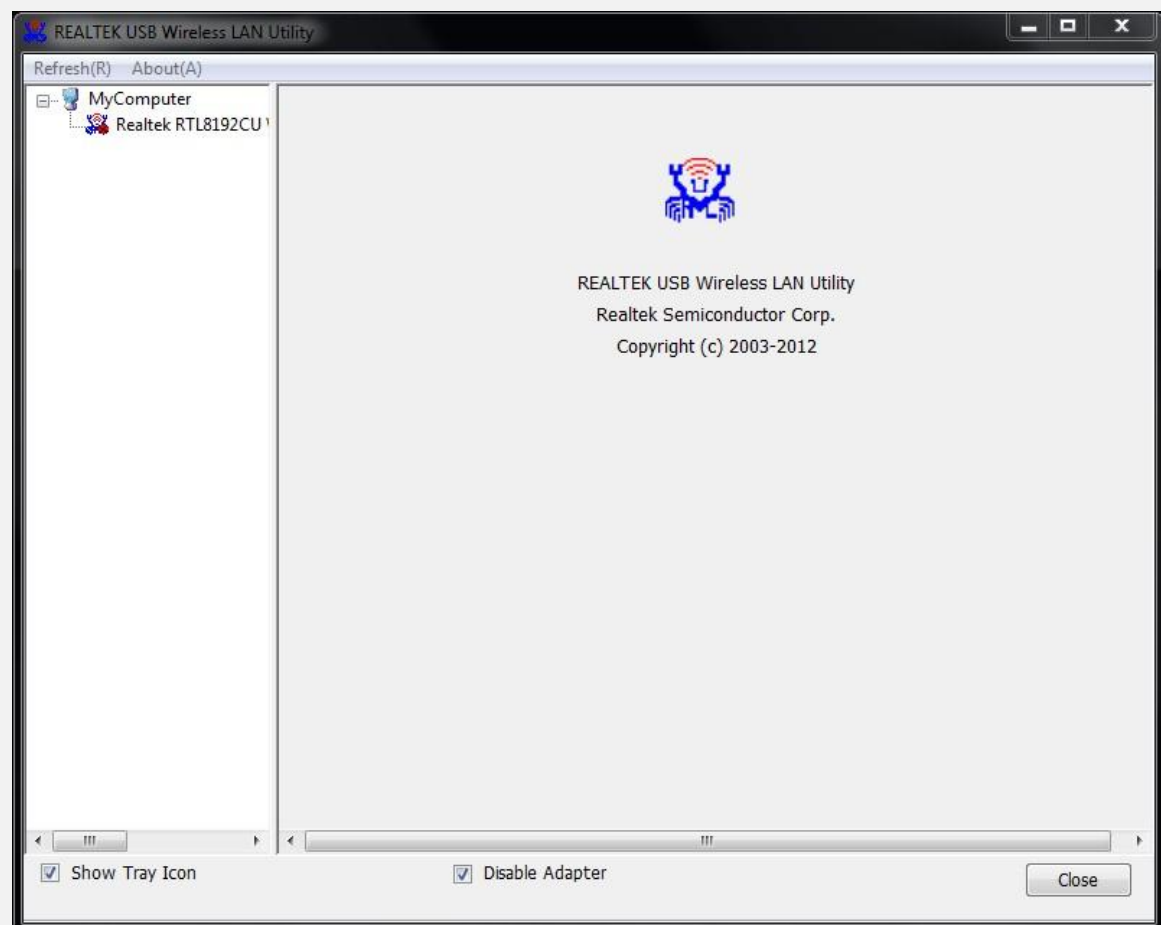 REALTEK USB Wireless LAN Utility
Refresh(R) About(A)
MyComputer
Realtek RTL8192CU
REALTEK USB Wireless LAN Utility
Realtek Semiconductor Corp.
Copyright (c) 2003-2012
Show Tray Icon
Disable Adapter
Close